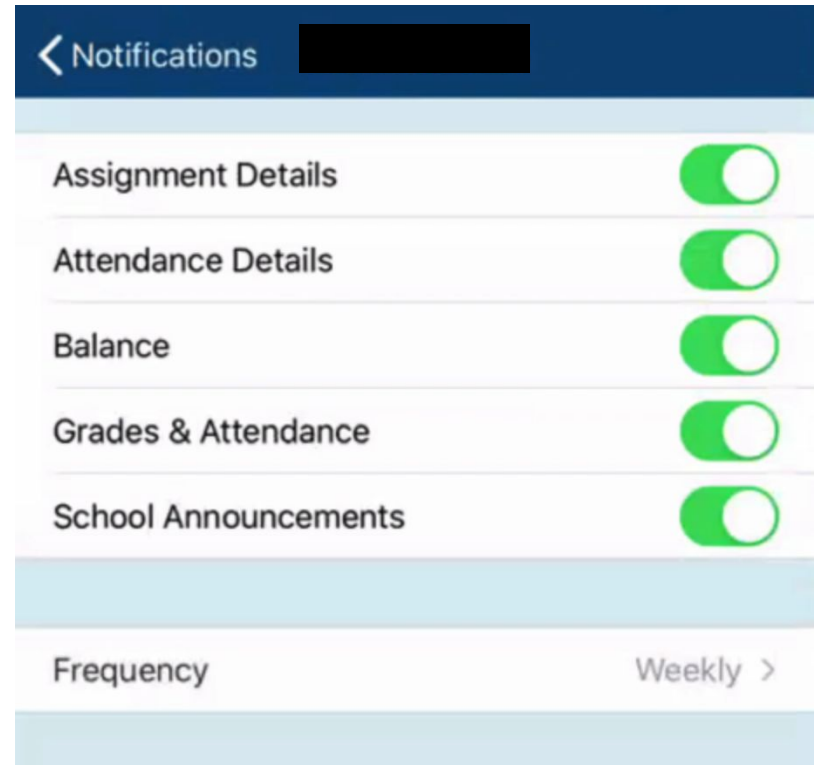 Notifications
Assignment Details
Attendance Details
Balance
Grades & Attendance
School Announcements
Frequency Weekly